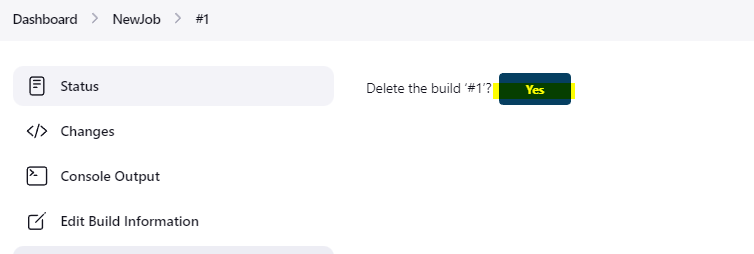 Dashboard > NewJob > #1
Status
Delete the build ‘#1’? Yes
Changes
Console Output
Edit Build Information